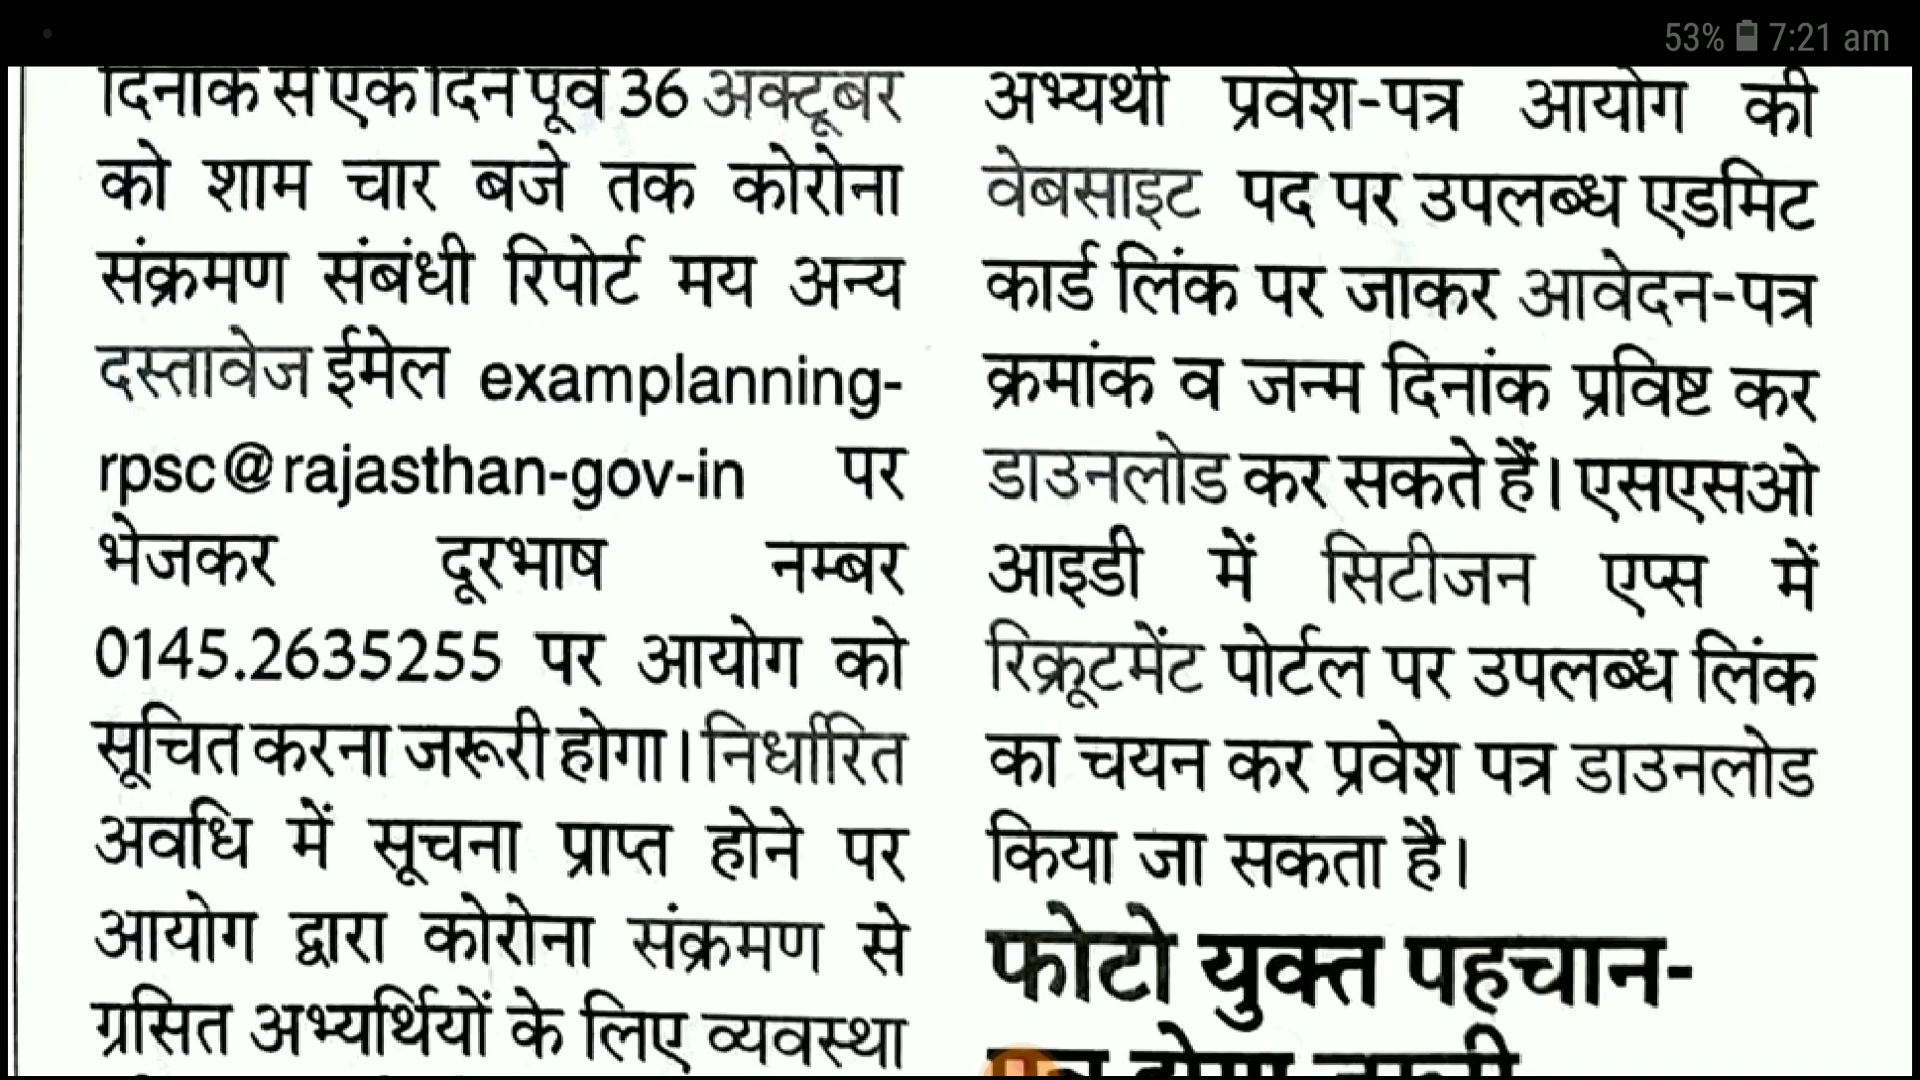 53% 7:21 am
दिनांक से एक दिन पूर्व 36 अक्टूबर
को शाम चार बजे तक कोरोना
संक्रमण संबंधी रिपोर्ट मय अन्य
दस्तावेज ईमेल examplanning-
rpsc@rajasthan-gov-in पर
भेजकर दूरभाष नम्बर
0145.2635255 पर आयोग को
सूचित करना जरूरी होगा। निर्धारित
अवधि में सूचना प्राप्त होने पर
आयोग द्वारा कोरोना संक्रमण से
ग्रसित अभ्यर्थियों के लिए व्यवस्था
अभ्यर्थी प्रवेश-पत्र आयोग की
वेबसाइट पद पर उपलब्ध एडमिट
कार्ड लिंक पर जाकर आवेदन-पत्र
क्रमांक व जन्म दिनांक प्रविष्ट कर
डाउनलोड कर सकते हैं। एसएसओ
आइडी में सिटीजन एप्स में
रिक्रूटमेंट पोर्टल पर उपलब्ध लिंक
का चयन कर प्रवेश पत्र डाउनलोड
किया जा सकता है।
फोटो युक्त पहचान-
पत्र होगा जरूरी